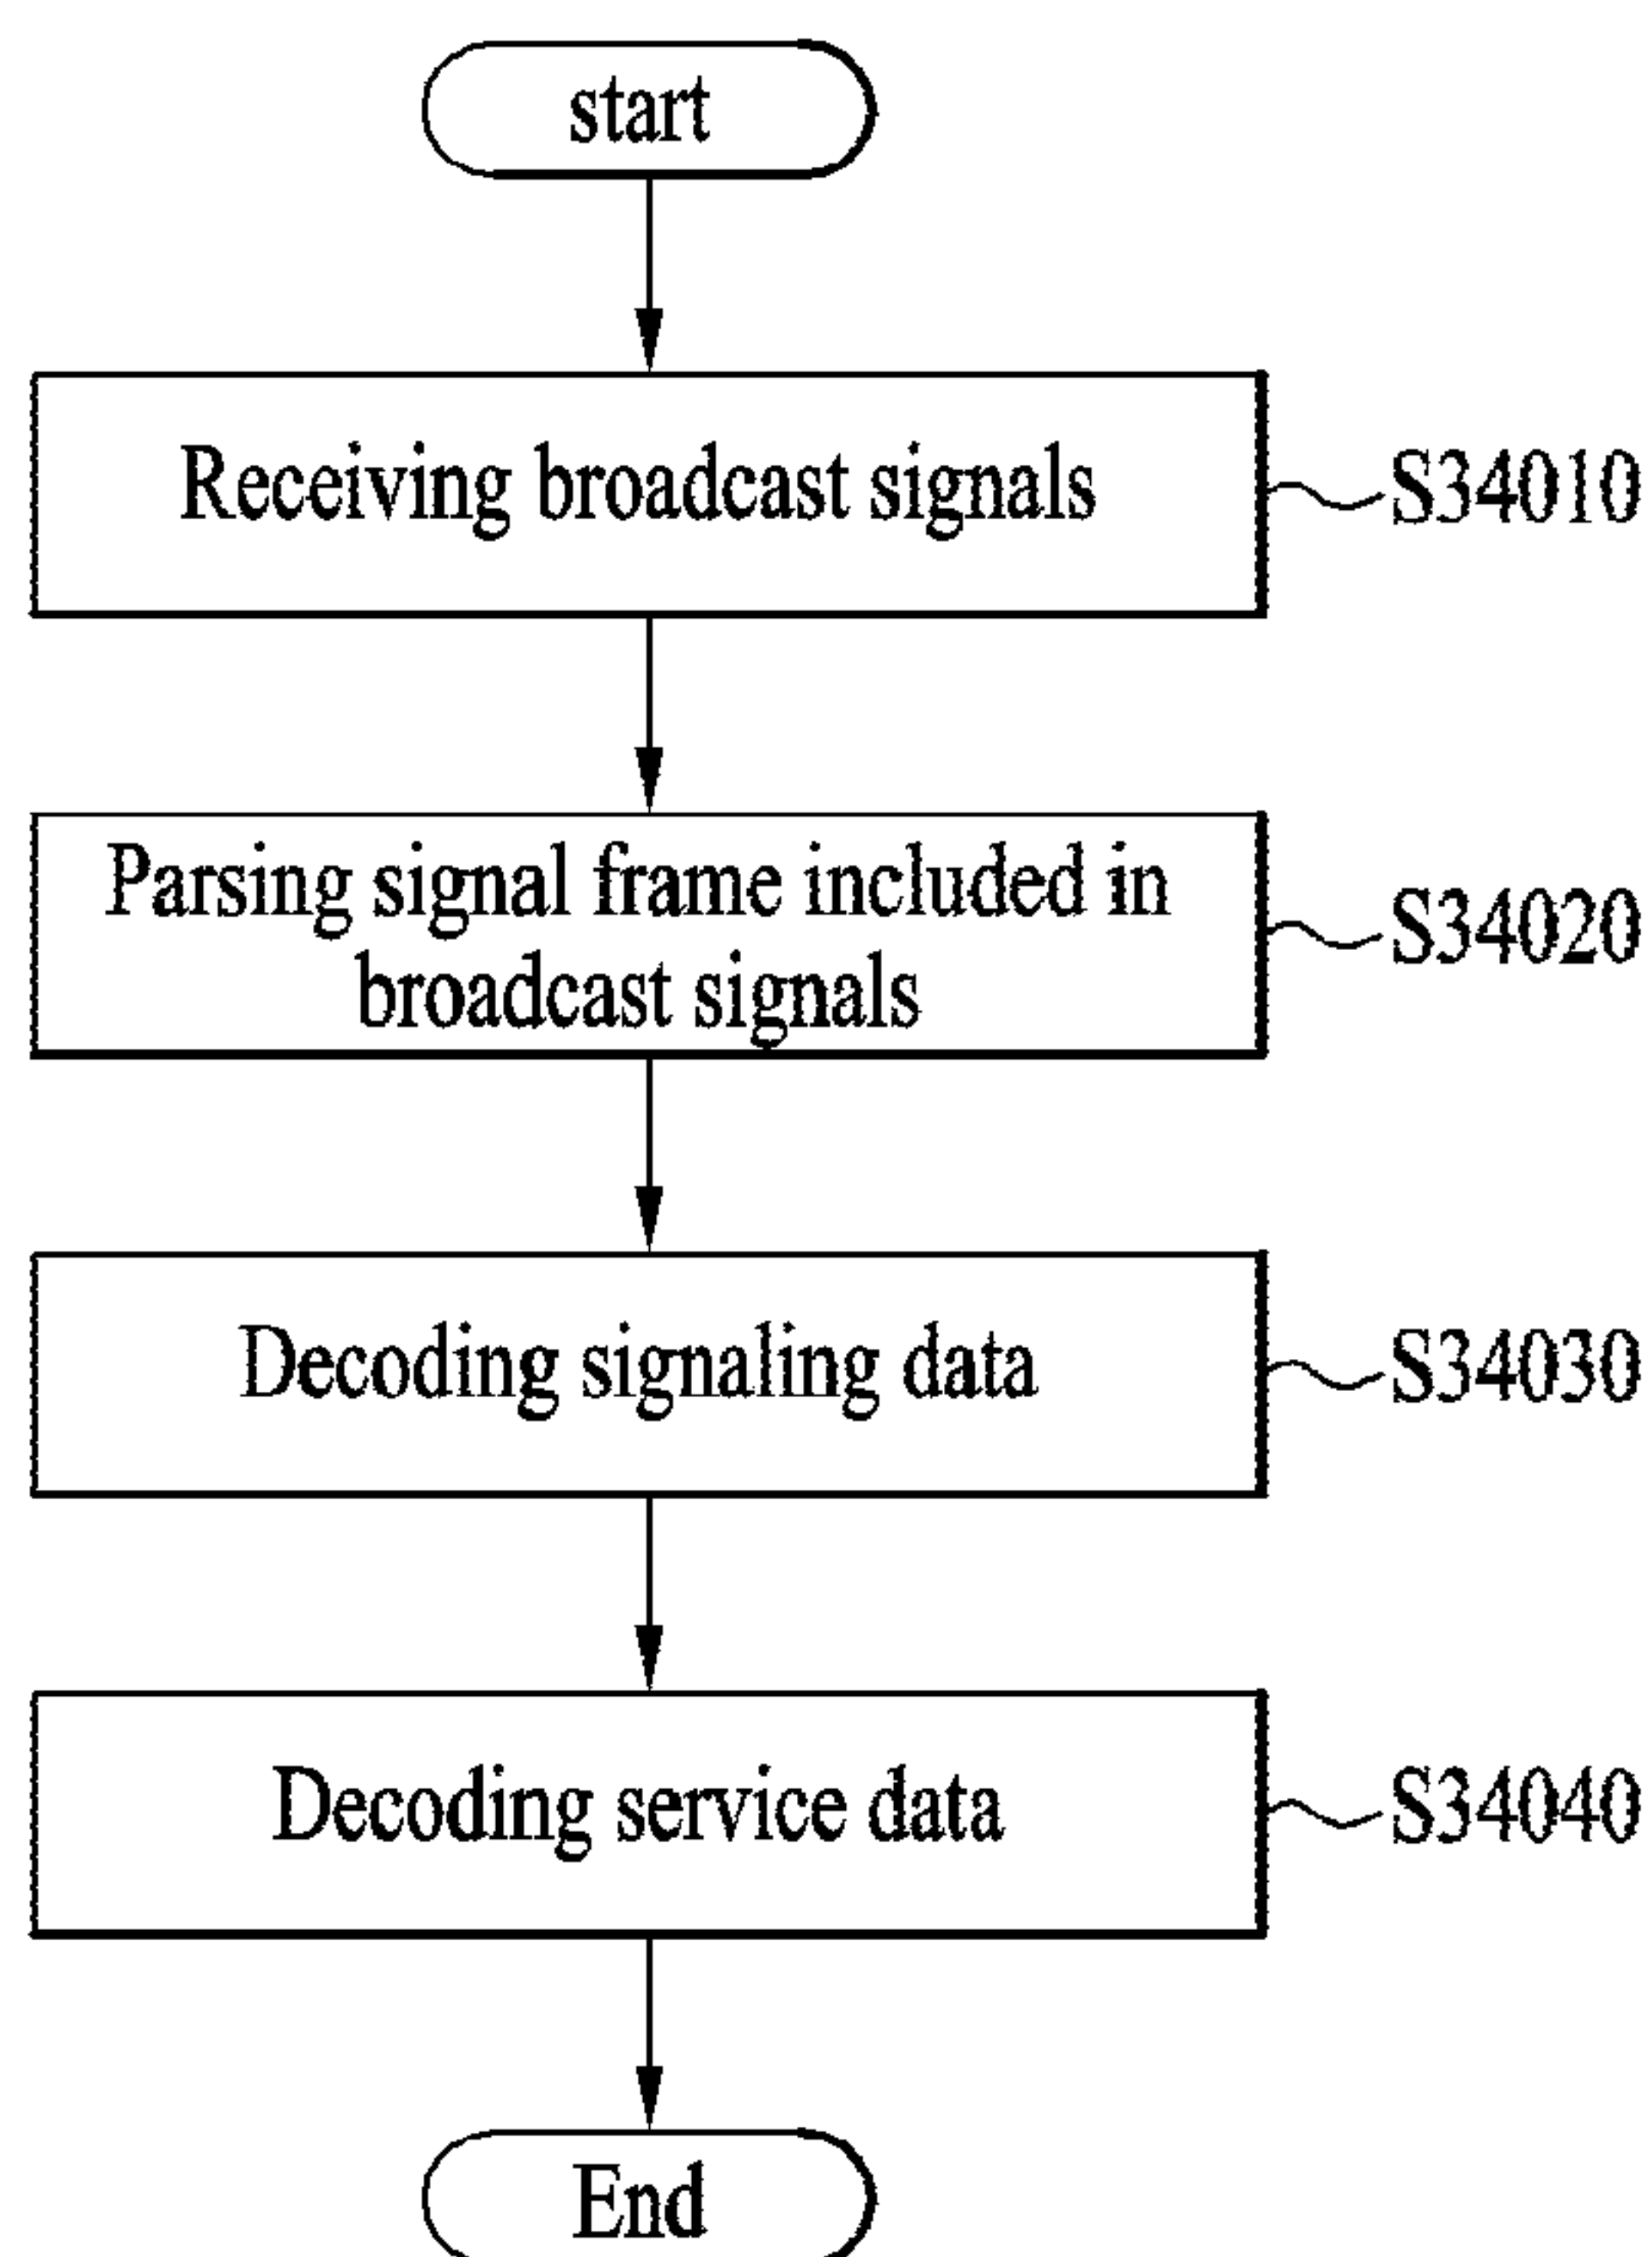 start
Receiving broadcast signals
S34010
Parsing signal frame included in
broadcast signals
S34020
Decoding signaling data
S34030
Decoding service data
S34040
End